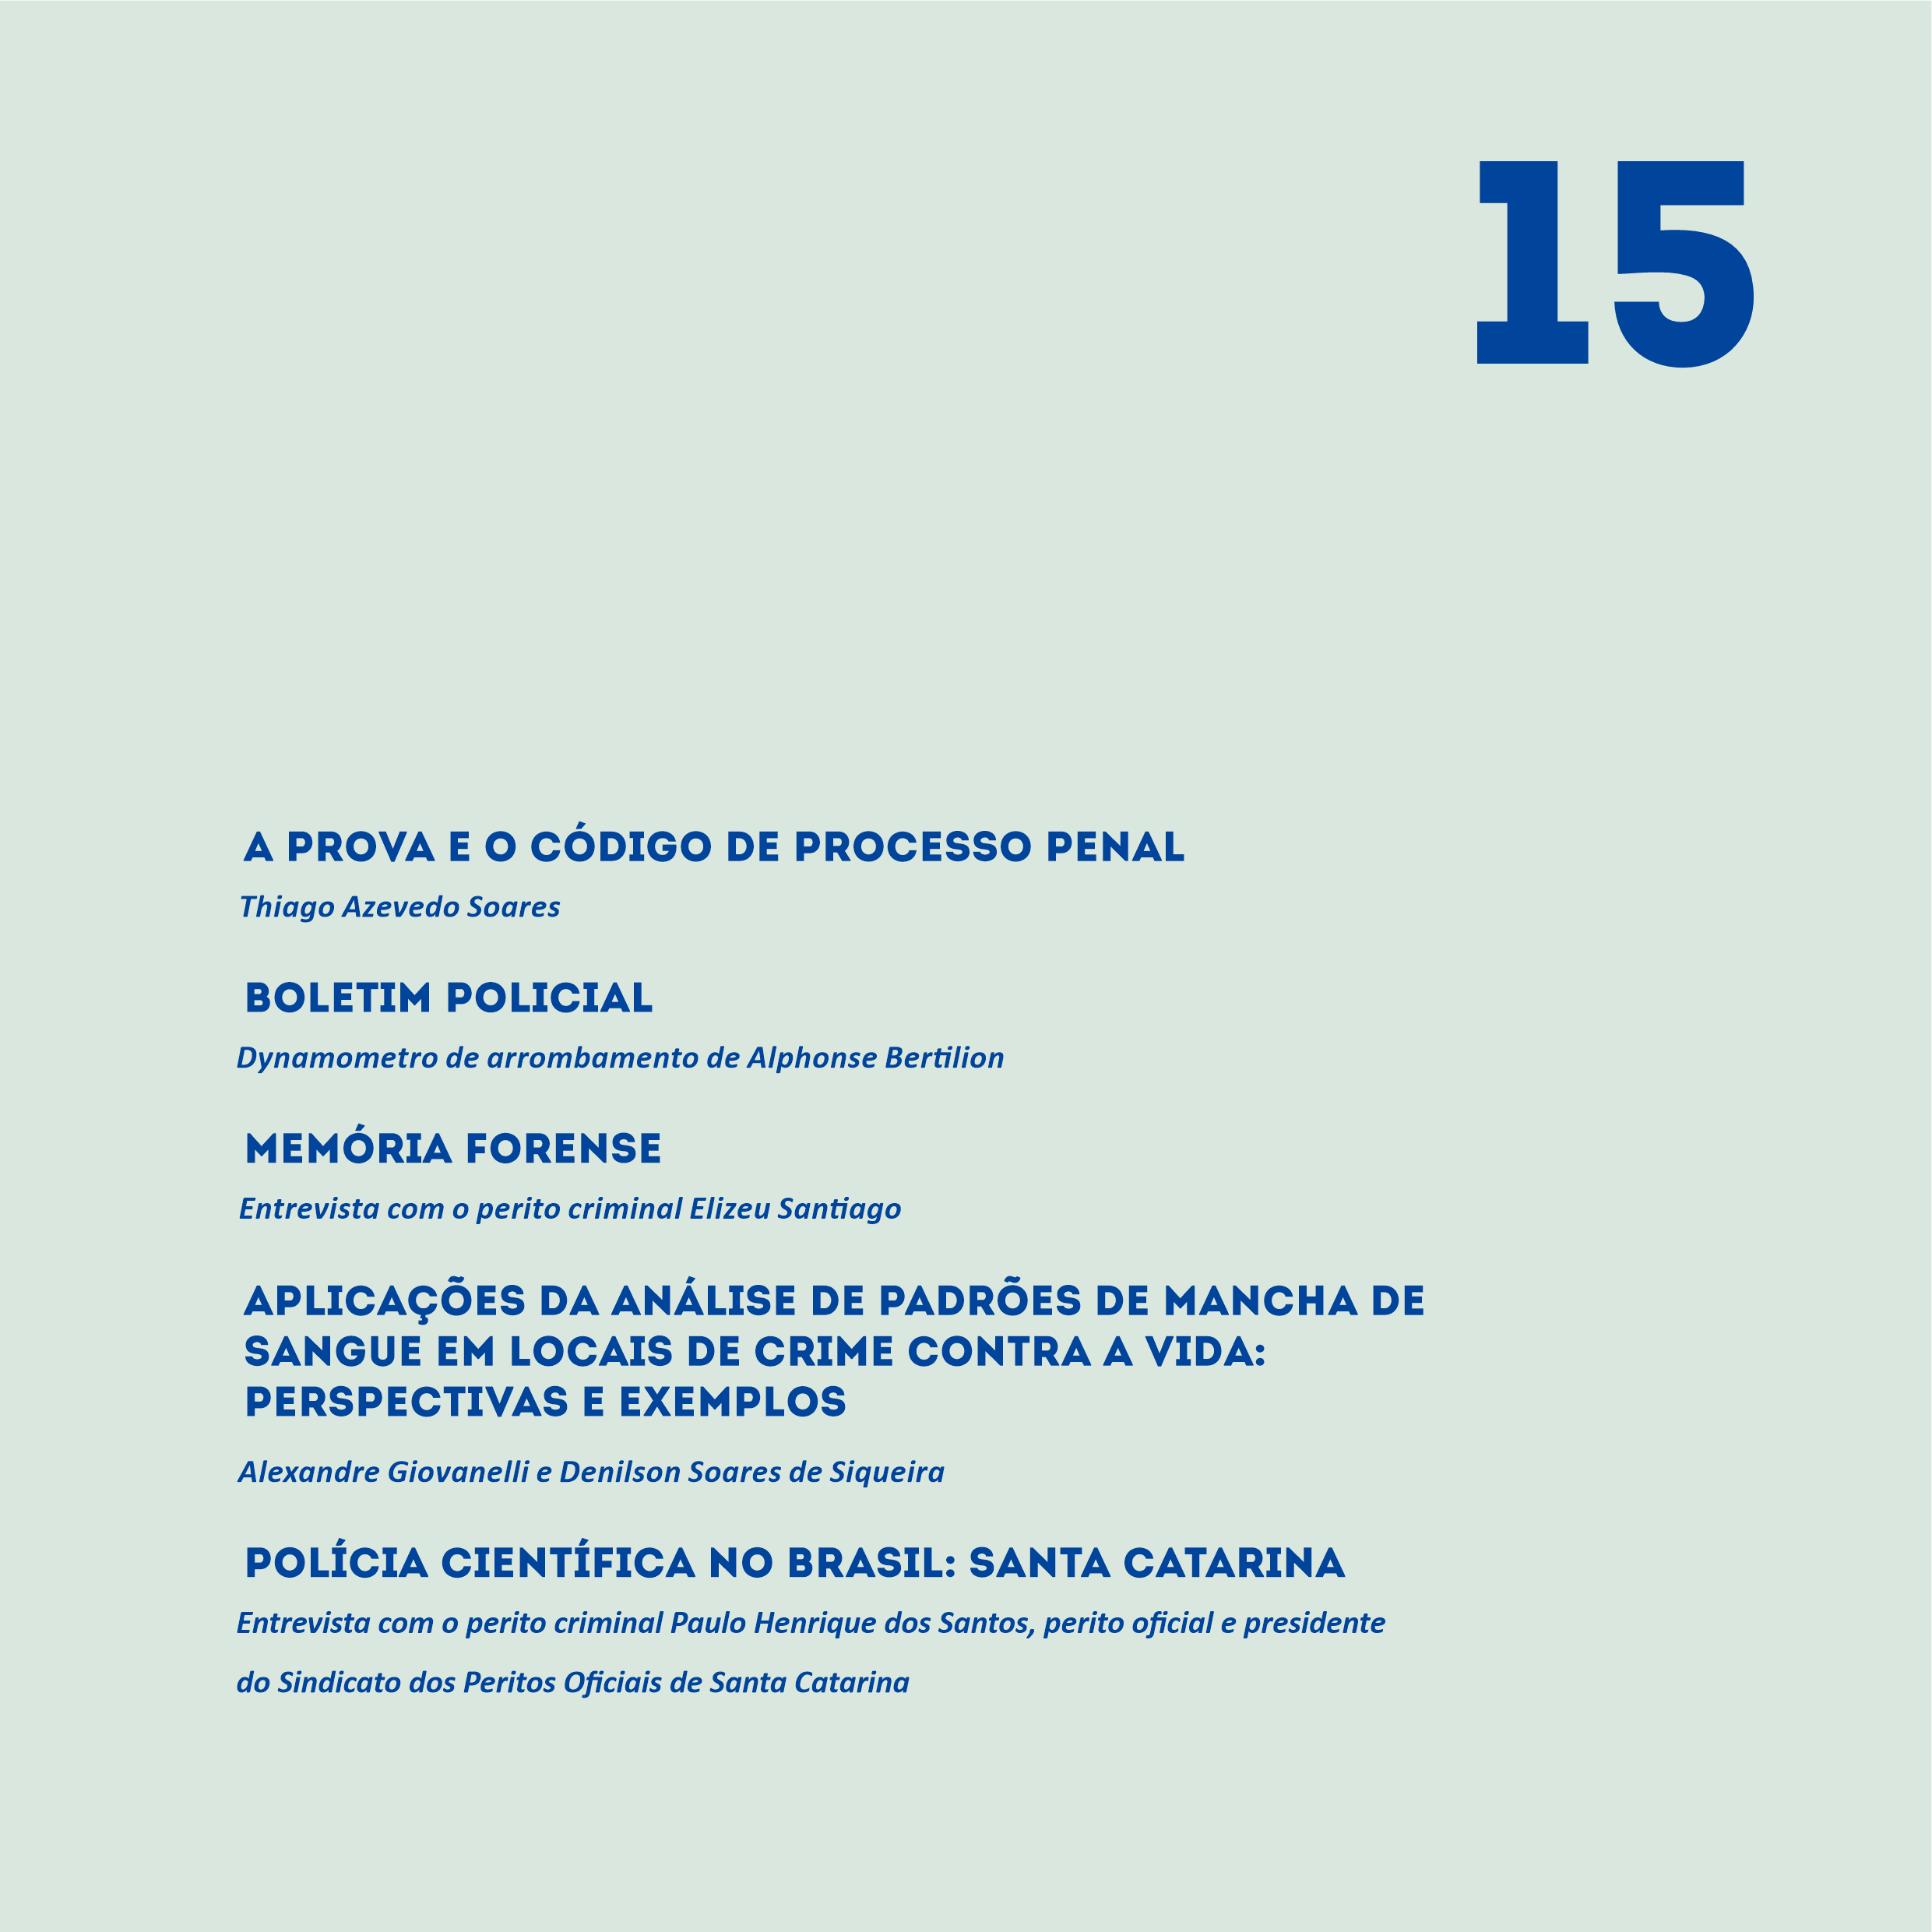 15
A PROVA E O CÓDIGO DE PROCESSO PENAL
Thiago Azevedo Soares
BOLETIM POLICIAL
Dynamometro de arrombamento de Alphonse Bertilion
MEMÓRIA FORENSE
Entrevista com o perito criminal Elizeu Santiago
APLICAÇÕES DA ANÁLISE DE PADRÕES DE MANCHA DE
SANGUE EM LOCAIS DE CRIME CONTRA A VIDA:
PERSPECTIVAS E EXEMPLOS
Alexandre Giovanelli e Denilson Soares de Siqueira
POLÍCIA CIENTÍFICA NO BRASIL: SANTA CATARINA
Entrevista com o perito criminal Paulo Henrique dos Santos, perito oficial e presidente
do Sindicato dos Peritos Oficiais de Santa Catarina